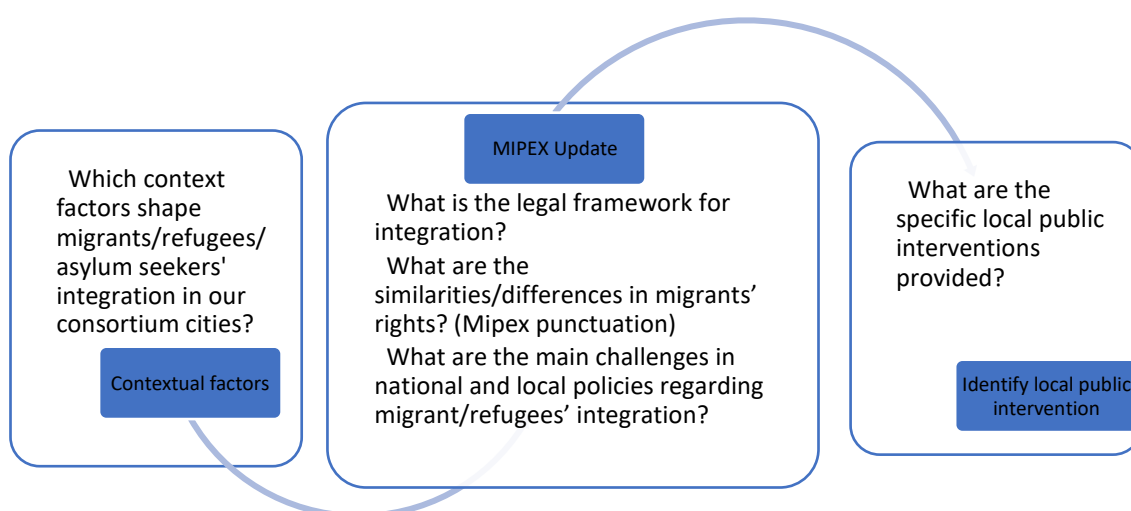 Which context
factors shape
migrants/refugees/
asylum seekers'
integration in our
consortium cities?
Contextual factors
MIPEX Update
What is the legal framework for
integration?
What are the
similarities/differences in migrants’
rights? (Mipex punctuation)
What are the main challenges in
national and local policies regarding
migrant/refugees’ integration?
What are the
specific local public
interventions
provided?
Identify local public
intervention